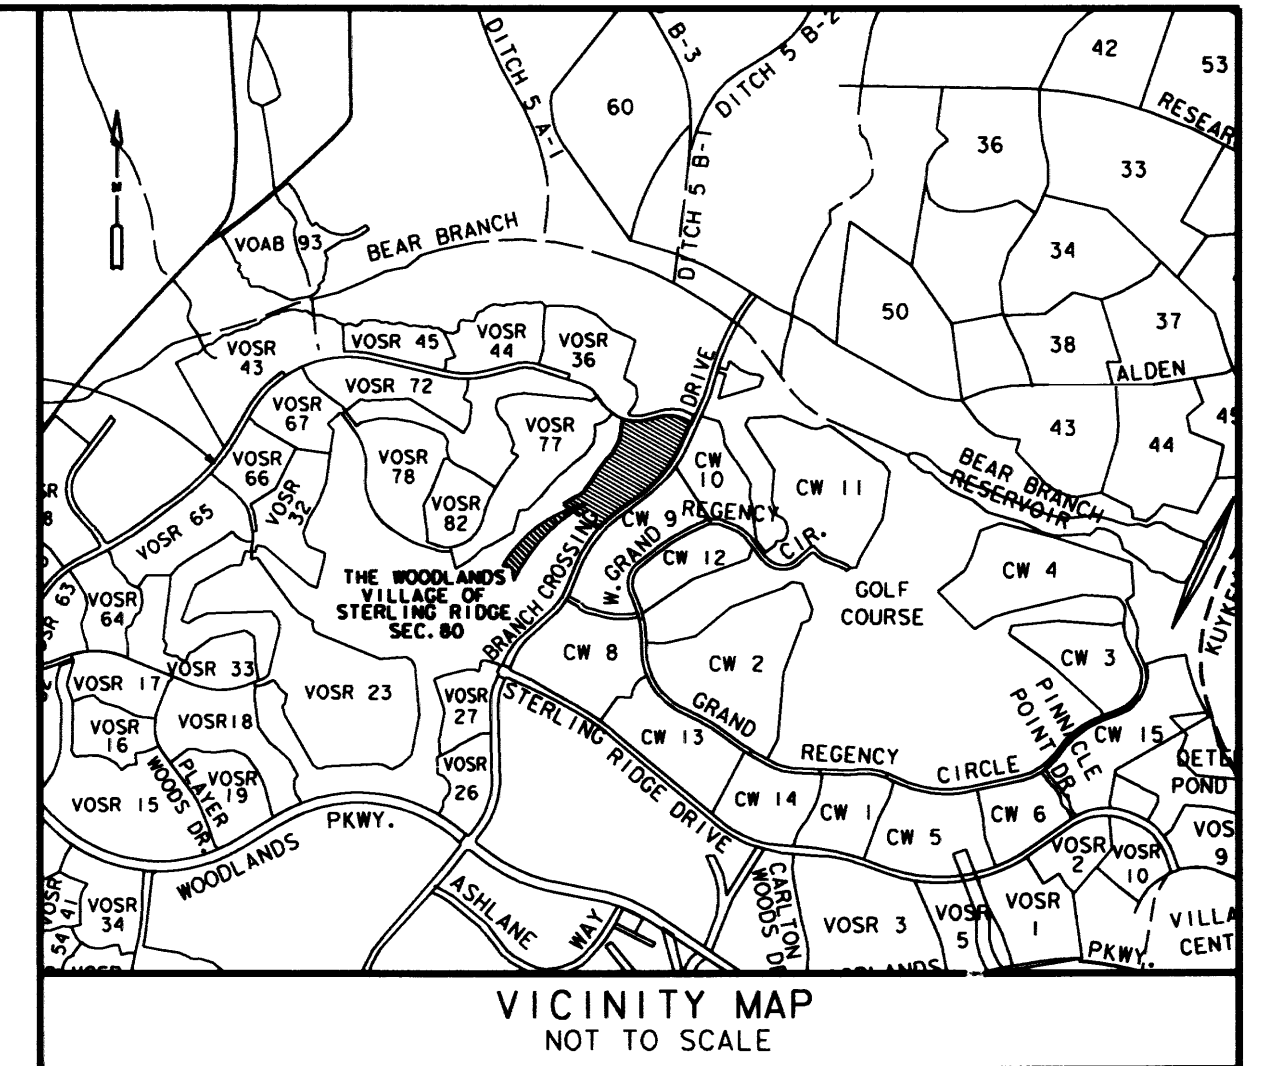 DITCH 5 A-1
B-3
DITCH 5 B-2
DITCH 5 B-1
60
42
53
RESEAR
36
33
34
50
38
37
ALDEN
43
44
VOAB 93
BEAR BRANCH
N
VOSR
43
VOSR 45
VOSR
44
VOSR
36
VOSR 72
VOSR
67
VOSR
77
VOSR
66
VOSR
78
VOSR
32
VOSR
82
VOSR 65
DRIVE
BRANCH CROSSING
CW
10
CW 11
CW 9
REGENCY
CIR.
W. GRAND
CW 12
BEAR BRANCH
RESERVOIR
GOLF
COURSE
CW 4
KUYKEN
THE WOODLANDS
VILLAGE OF
STERLING RIDGE
SEC. 80
63
VOSR
64
VOSR 33
VOSR 17
VOSR
16
VOSR18
VOSR 23
VOSR
27
VOSR
26
VOSR 15
VOSR
19
PLAYER
WOODS DR.
WOODLANDS
PKWY.
CW 8
CW 2
CW 3
PINNACLE
POINT DR.
CW 15
GRAND
REGENCY
CIRCLE
CW 13
STERLING RIDGE DRIVE
CW 14
CW 1
CW 5
CW 6
DETE
POND
VOS
9
VOSR
2
VOSR
10
VOSR
1
VOSR
5
VOSR 3
CARLTON
WOODS D
ASHLANE
WAY
VOSR
41
54
VOSR
34
PKWY.
VILLA
CENT
VICINITY MAP
NOT TO SCALE